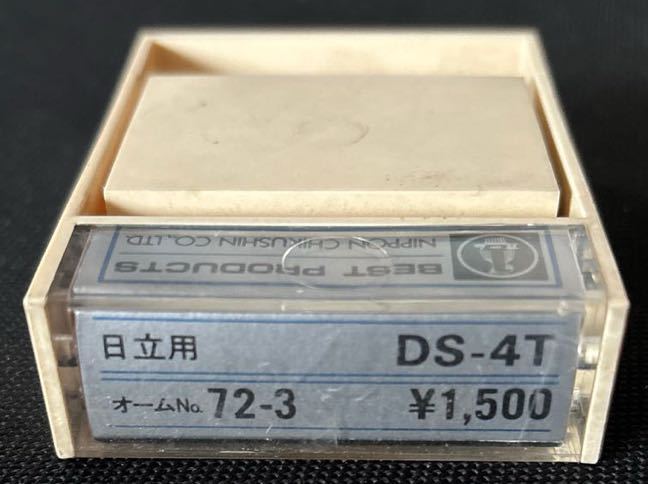 BEST PRODUCTS
NIPPON CHIKUSHIN CO., LTD.
日立用 DS-4T
オームNo. 72-3 ¥1,500